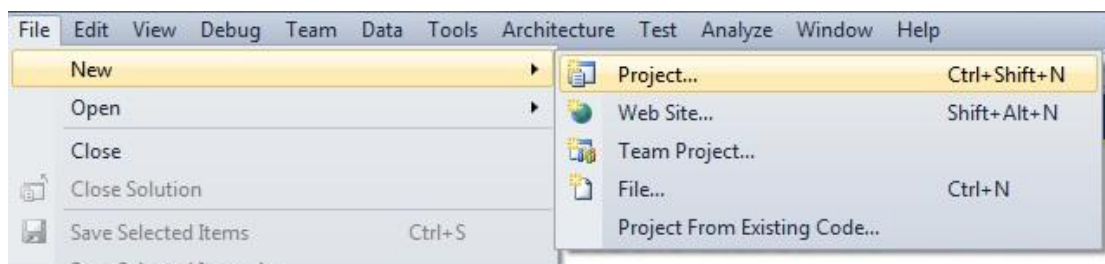 File Edit View Debug Team Data Tools Architecture Test Analyze Window Help
New
Open
Close
Close Solution
Save Selected Items Ctrl+S
Project... Ctrl+Shift+N
Web Site... Shift+Alt+N
Team Project...
File... Ctrl+N
Project From Existing Code...